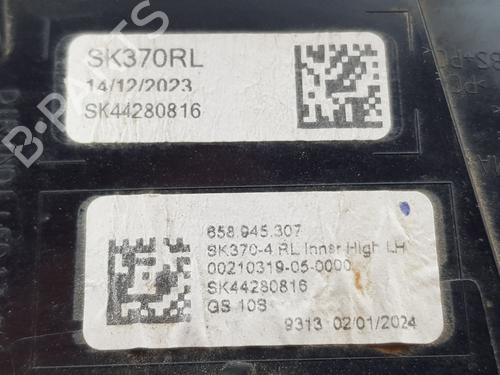 SK370RL
14/12/2023
SK44280816
B-PARTS
658.945.307
SK370-4 RL Inner High LH
00210319-05-0000
SK44280816
GS 10S
9313 02/01/2024